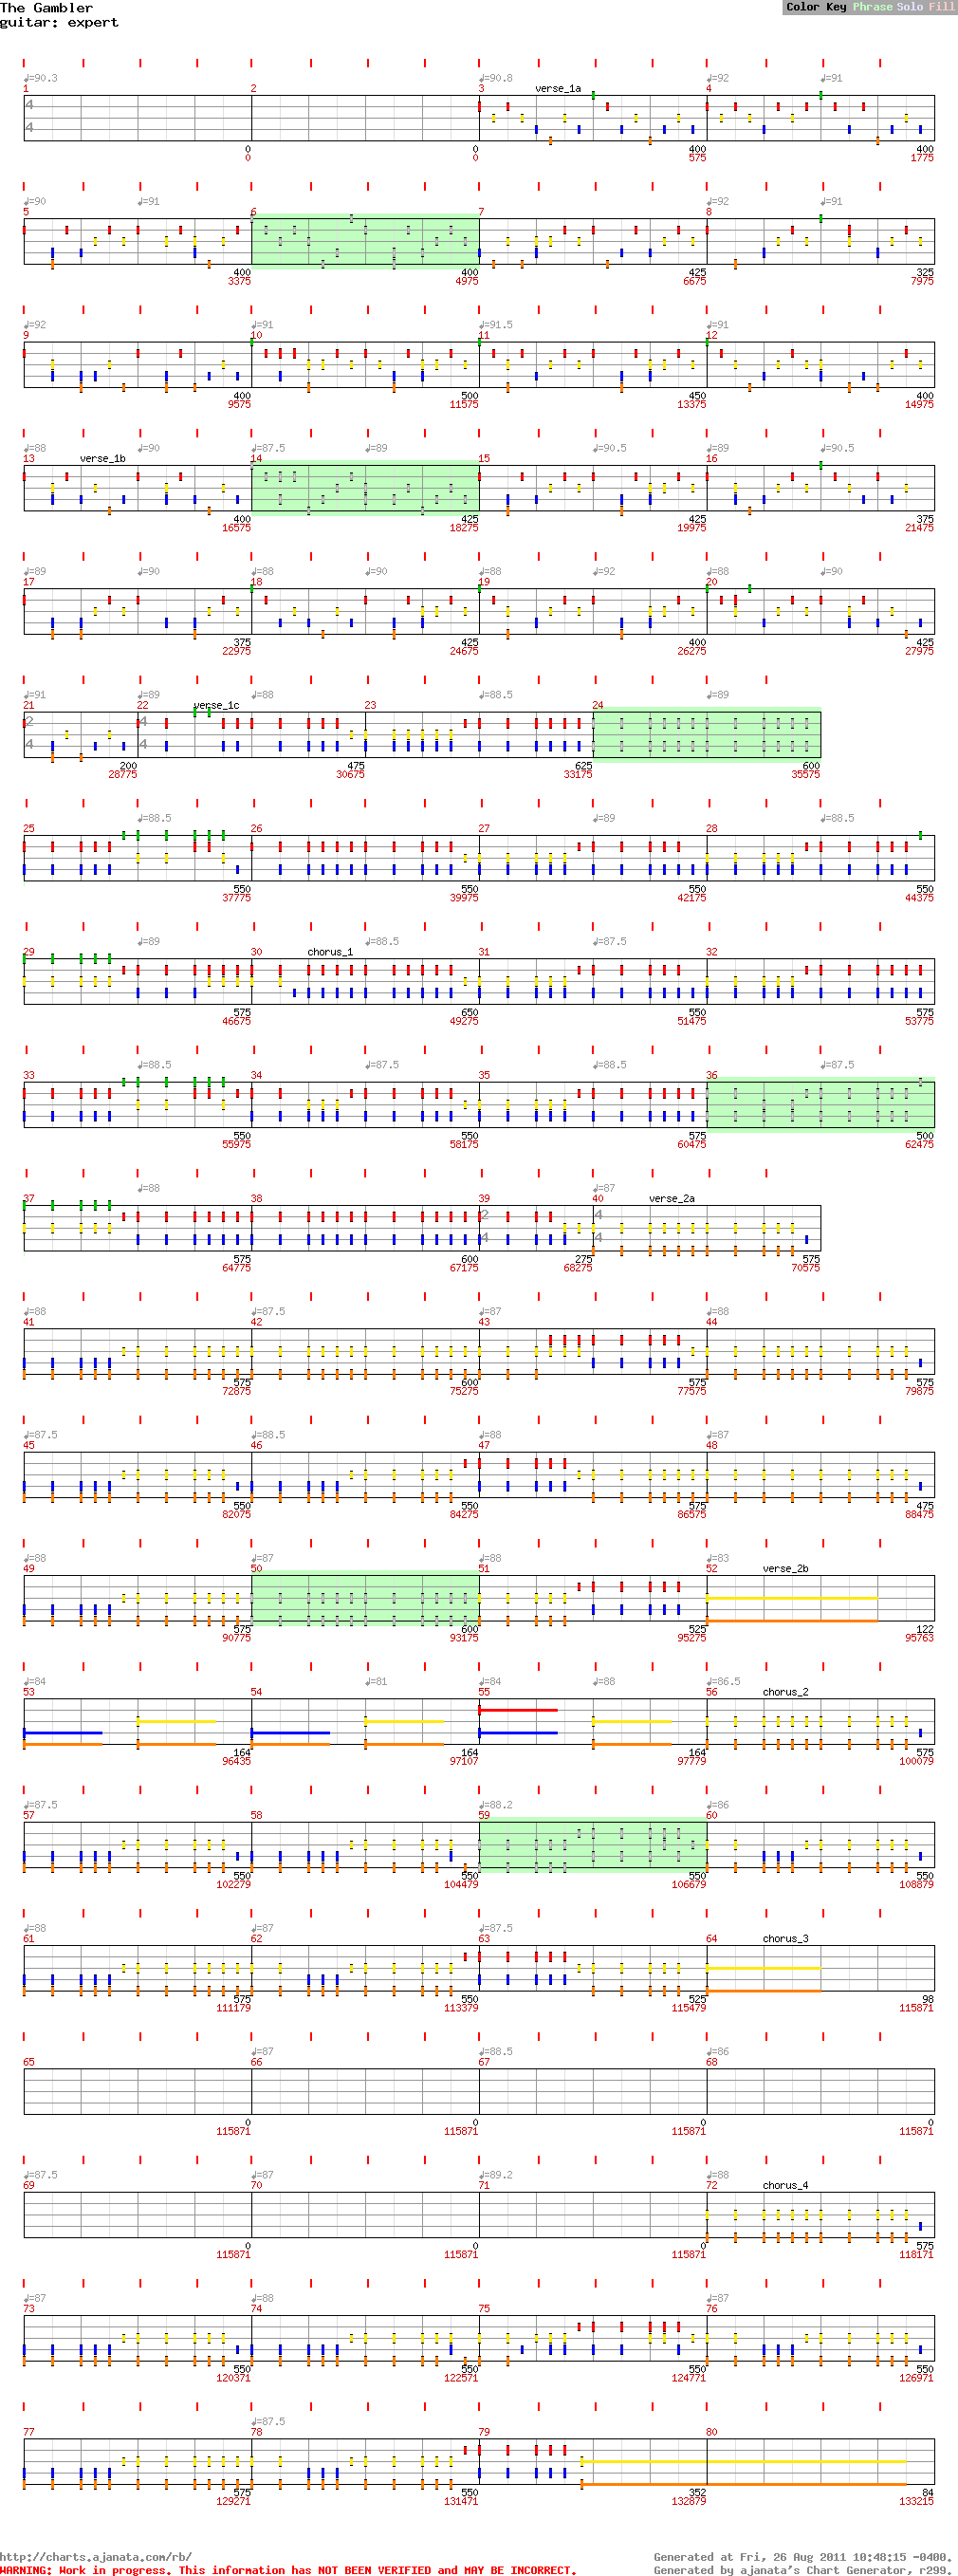 The Gambler
guitar: expert
Color Key Phrase Solo Fill
♩=90.3 ♩=90.8 ♩=92 ♩=91
1 2 3 verse_1a 4
4
4
0 0 400 400
0 0 575 1775
♩=90 ♩=91 ♩=92 ♩=91
5 6 7 8
400 400 425 325
3375 4975 6675 7975
♩=92 ♩=91 ♩=91.5 ♩=91
9 10 11 12
400 500 450 400
9575 11575 13375 14975
♩=88 ♩=90 ♩=87.5 ♩=89 ♩=90.5 ♩=89 ♩=90.5
13 verse_1b 14 15 16
400 425 425 375
16575 18275 19975 21475
♩=89 ♩=90 ♩=88 ♩=90 ♩=88 ♩=92 ♩=88 ♩=90
17 18 19 20
375 425 400 425
22975 24675 26275 27975
♩=91 ♩=89 ♩=88 ♩=88.5 ♩=89
21 22 verse_1c 23 24
2 4
4 4
200 475 625 600
28775 30675 33175 35575
♩=88.5 ♩=89 ♩=88.5
25 26 27 28
550 550 550 550
37775 39975 42175 44375
♩=89 ♩=88.5 ♩=87.5
29 30 chorus_1 31 32
575 650 550 575
46675 49275 51475 53775
♩=88.5 ♩=87.5 ♩=88.5 ♩=87.5
33 34 35 36
550 550 575 500
55975 58175 60475 62475
♩=88 ♩=87
37 38 39 40 verse_2a
2 4
4 4
575 600 275 575
64775 67175 68275 70575
♩=88 ♩=87.5 ♩=87 ♩=88
41 42 43 44
575 600 575 575
72875 75275 77575 79875
♩=87.5 ♩=88.5 ♩=88 ♩=87
45 46 47 48
550 550 575 475
82075 84275 86575 88475
♩=88 ♩=87 ♩=88 ♩=83
49 50 51 52 verse_2b
575 600 525 122
90775 93175 95275 95763
♩=84 ♩=81 ♩=84 ♩=88 ♩=86.5
53 54 55 56 chorus_2
164 164 164 575
96435 97107 97779 100079
♩=87.5 ♩=88.2 ♩=86
57 58 59 60
550 550 550 550
102279 104479 106679 108879
♩=88 ♩=87 ♩=87.5
61 62 63 64 chorus_3
575 550 525 98
111179 113379 115479 115871
♩=87 ♩=88.5 ♩=86
65 66 67 68
0 0 0 0
115871 115871 115871 115871
♩=87.5 ♩=87 ♩=89.2 ♩=88
69 70 71 72 chorus_4
0 0 0 575
115871 115871 115871 118171
♩=87 ♩=88 ♩=87
73 74 75 76
550 550 550 550
120371 122571 124771 126971
♩=87.5
77 78 79 80
575 550 352 84
129271 131471 132879 133215
http://charts.ajanata.com/rb/ Generated at Fri, 26 Aug 2011 10:48:15 -0400.
WARNING: Work in progress. This information has NOT BEEN VERIFIED and MAY BE INCORRECT. Generated by ajanata's Chart Generator, r299.